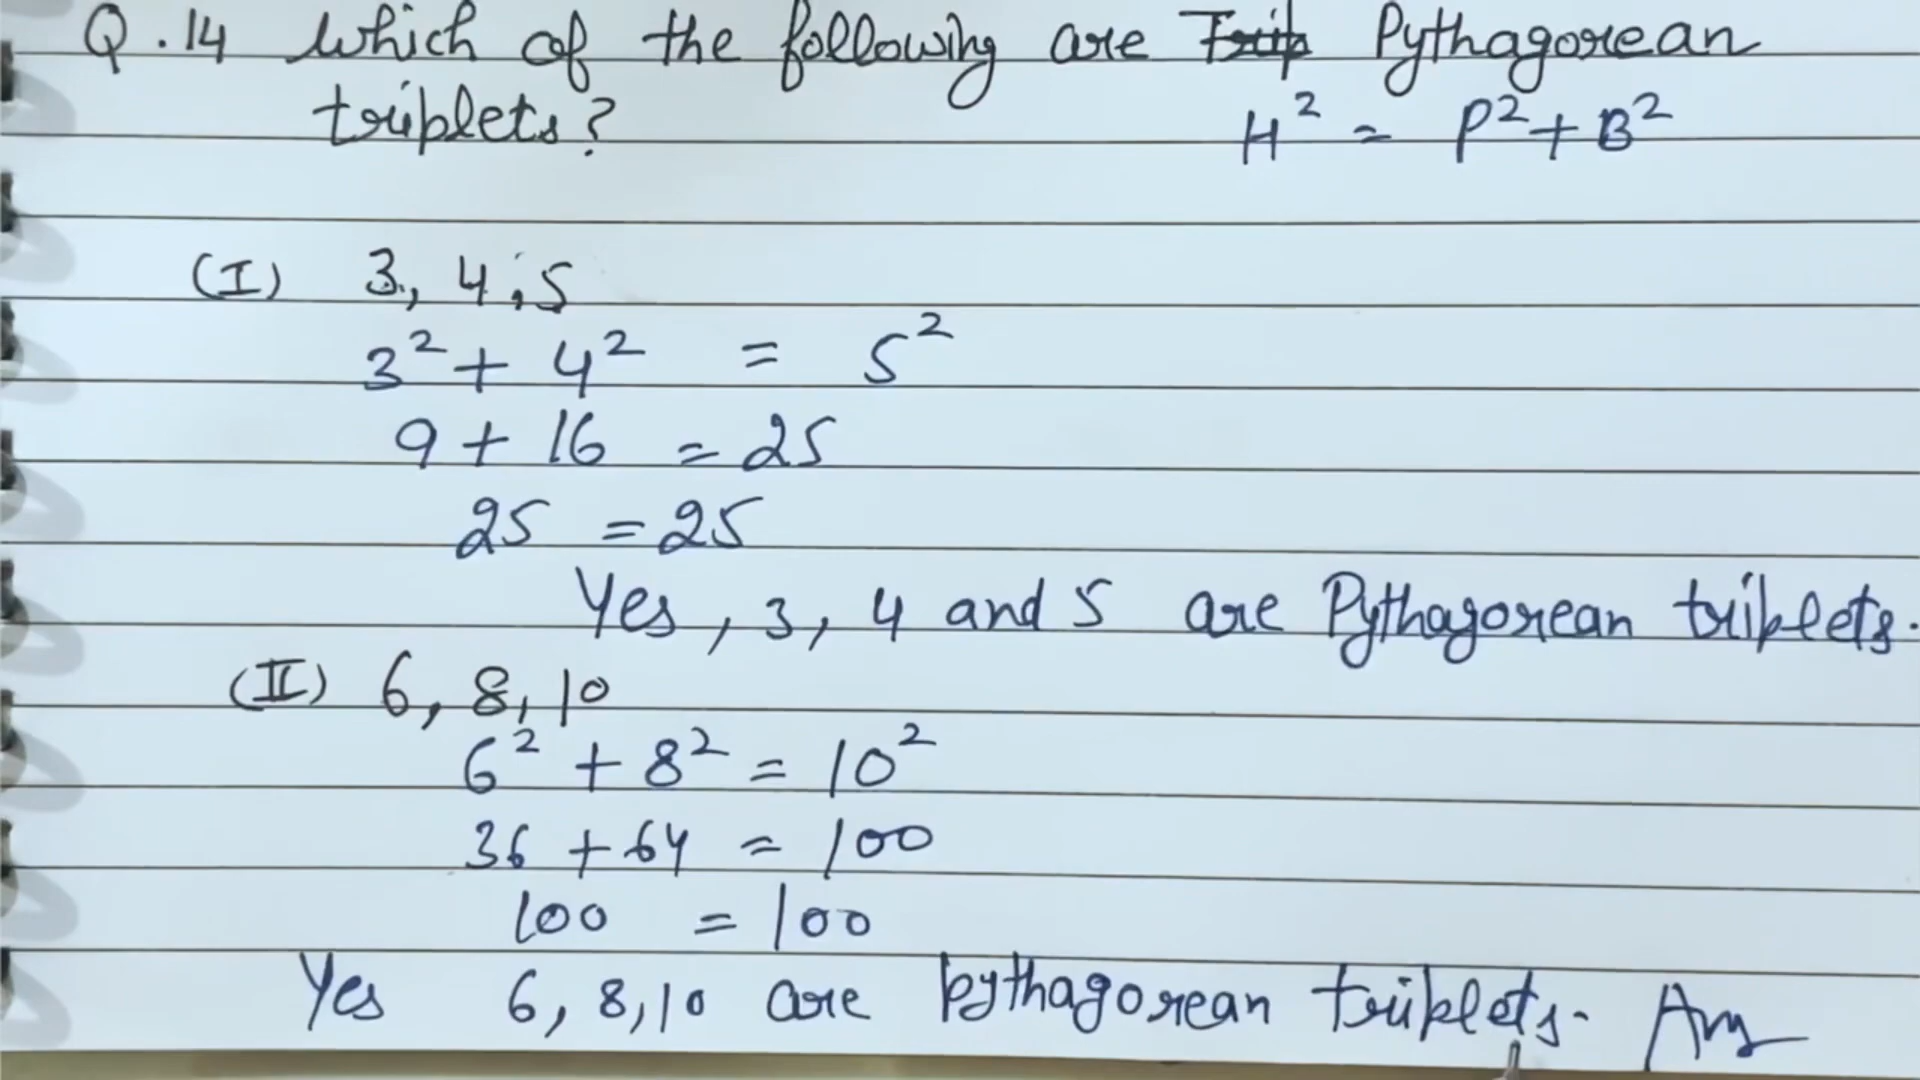 Q.14 Which of the following are Trip Pythagorean
triplets?
H² = P² + B²
(I) 3, 4, 5
3² + 4² = 5²
9 + 16 = 25
25 = 25
Yes, 3, 4 and 5 are Pythagorean triplets.
(II) 6, 8, 10
6² + 8² = 10²
36 + 64 = 100
100 = 100
Yes 6, 8, 10 are pythagorean triplets. Ans